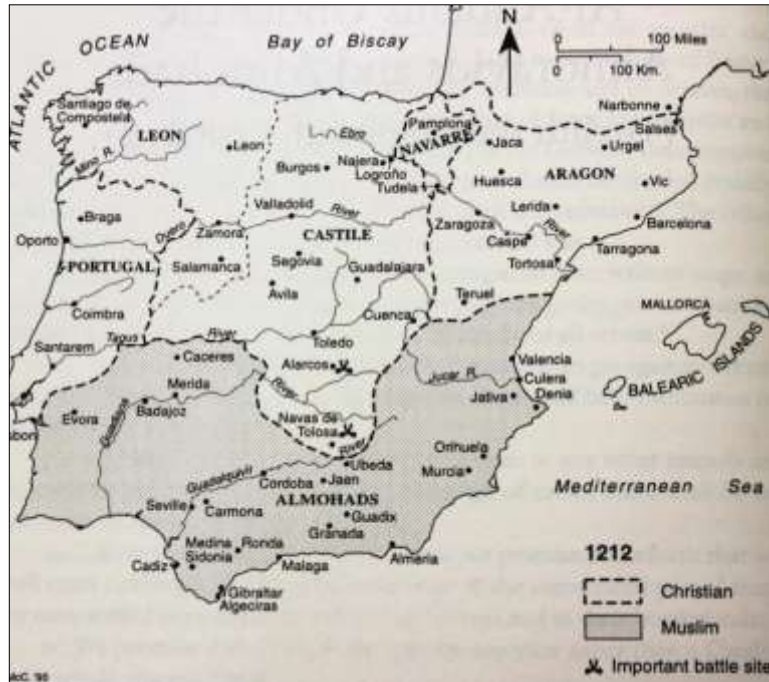 N
100 Miles
0
0
100 Km.
ATLANTIC
OCEAN
Bay of Biscay
Santiago de
Compostela
LEON
Leon
Mino R.
Ebro
Burgos
Najera
Logroño
Pamplona
NAVARRE
Tudela
Jaca
Huesca
ARAGON
Urgel
Narbonne
Salses
Vic
Braga
Oporto
Duero
Zamora
Valladolid
River
CASTILE
Zaragoza
Lerida
Caspe
River
Barcelona
Tarragona
Tortosa
PORTUGAL
Salamanca
Segovia
Avila
Guadalajara
Cuenca
Teruel
Coimbra
MALLORCA
BALEARIC ISLANDS
Santarem
Tagus
River
Toledo
Caceres
Alarcos
Valencia
Jucar R.
Culera
Jativa
Denia
Merida
River
Evora
Badajoz
Guadiana
Navas de
Tolosa
River
bon
Orihuela
Murcia
Guadalquivir
Ubeda
Cordoba
Jaen
ALMOHADS
Mediterranean Sea
Seville
Carmona
Guadix
Granada
Medina
Sidonia
Ronda
Cadiz
Malaga
Almeria
Gibraltar
Algeciras
1212
Christian
Muslim
Important battle site